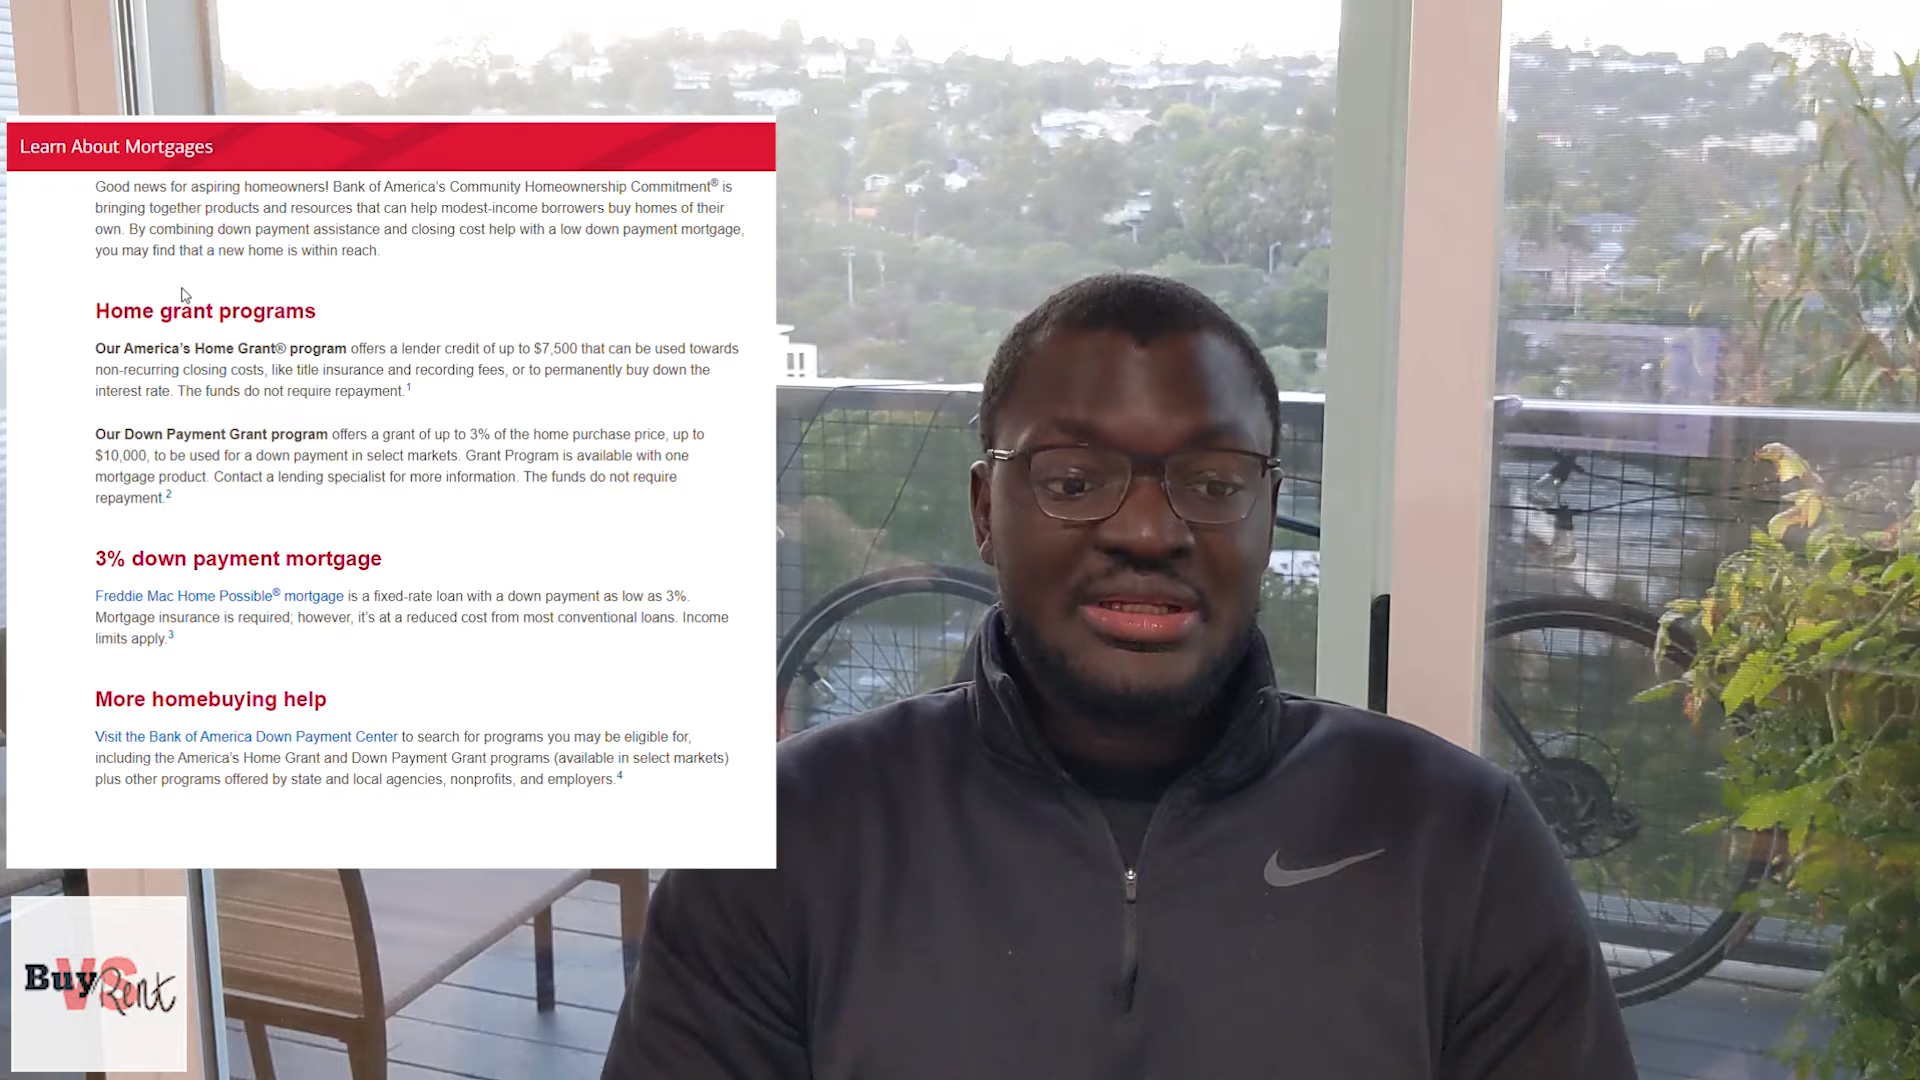 Learn About Mortgages
Good news for aspiring homeowners! Bank of America's Community Homeownership Commitment® is
bringing together products and resources that can help modest-income borrowers buy homes of their
own. By combining down payment assistance and closing cost help with a low down payment mortgage,
you may find that a new home is within reach.
Home grant programs
Our America's Home Grant® program offers a lender credit of up to $7,500 that can be used towards
non-recurring closing costs, like title insurance and recording fees, or to permanently buy down the
interest rate. The funds do not require repayment.1
Our Down Payment Grant program offers a grant of up to 3% of the home purchase price, up to
$10,000, to be used for a down payment in select markets. Grant Program is available with one
mortgage product. Contact a lending specialist for more information. The funds do not require
repayment.2
3% down payment mortgage
Freddie Mac Home Possible® mortgage is a fixed-rate loan with a down payment as low as 3%.
Mortgage insurance is required; however, it's at a reduced cost from most conventional loans. Income
limits apply.3
More homebuying help
Visit the Bank of America Down Payment Center to search for programs you may be eligible for,
including the America's Home Grant and Down Payment Grant programs (available in select markets)
plus other programs offered by state and local agencies, nonprofits, and employers.4
Buy VS Rent